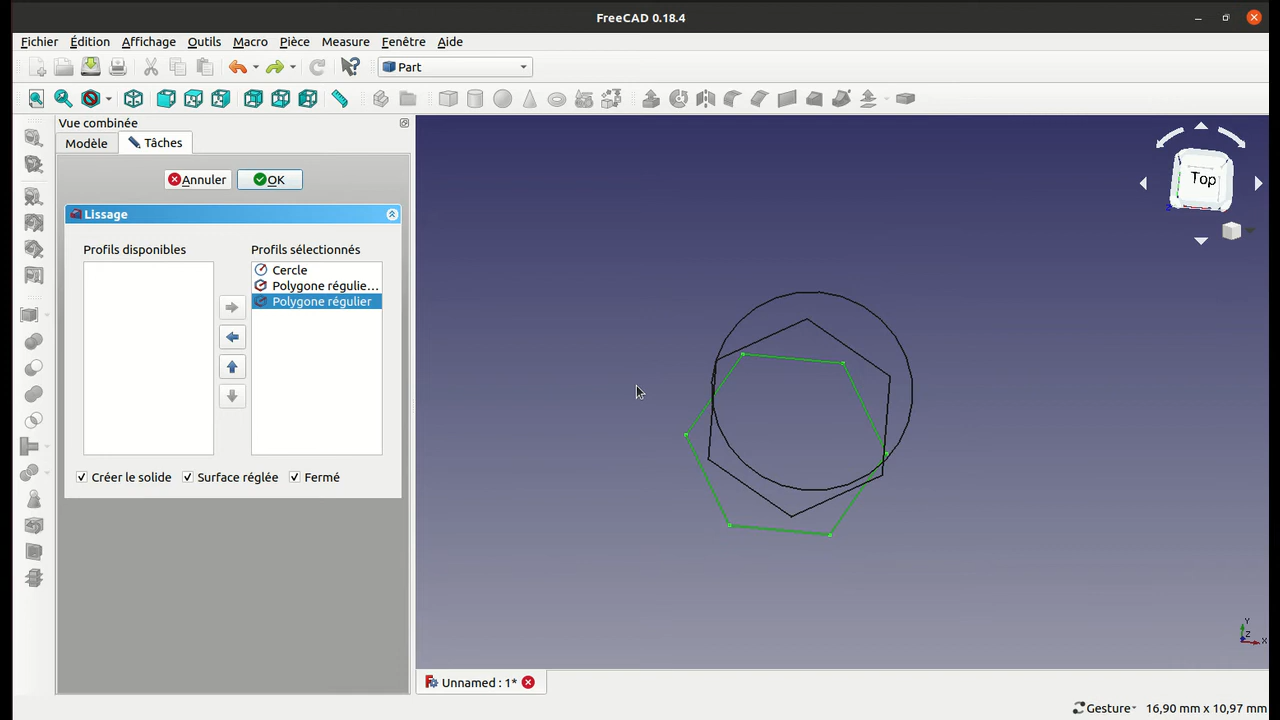 FreeCAD 0.18.4
Fichier Édition Affichage Outils Macro Pièce Measure Fenêtre Aide
Part
Vue combinée
Modèle Tâches
Annuler OK
Lissage
Profils disponibles Profils sélectionnés
Cercle
Polygone régulie...
Polygone régulier
Créer le solide Surface réglée Fermé
Top
Z
Y
Z
X
Unnamed : 1*
Gesture 16,90 mm x 10,97 mm